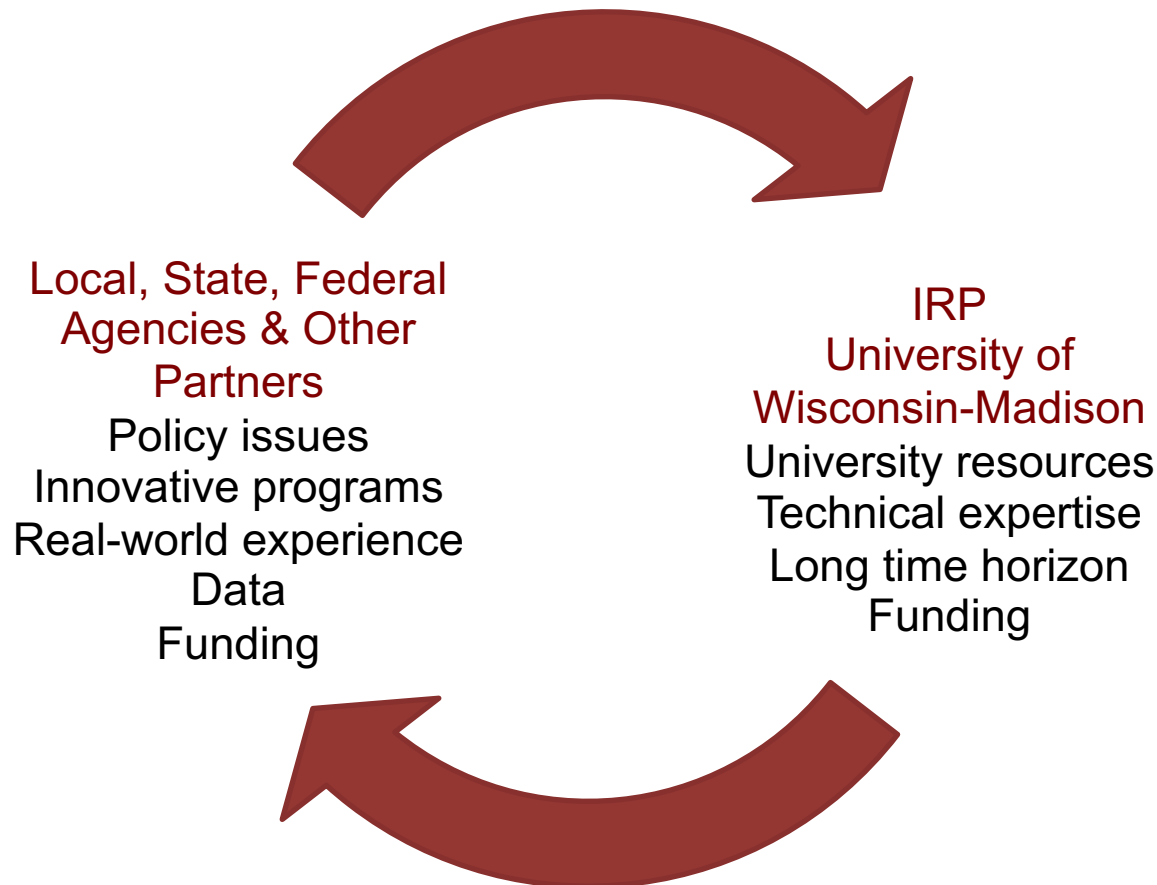 Local, State, Federal
Agencies & Other
Partners
Policy issues
Innovative programs
Real-world experience
Data
Funding
IRP
University of
Wisconsin-Madison
University resources
Technical expertise
Long time horizon
Funding